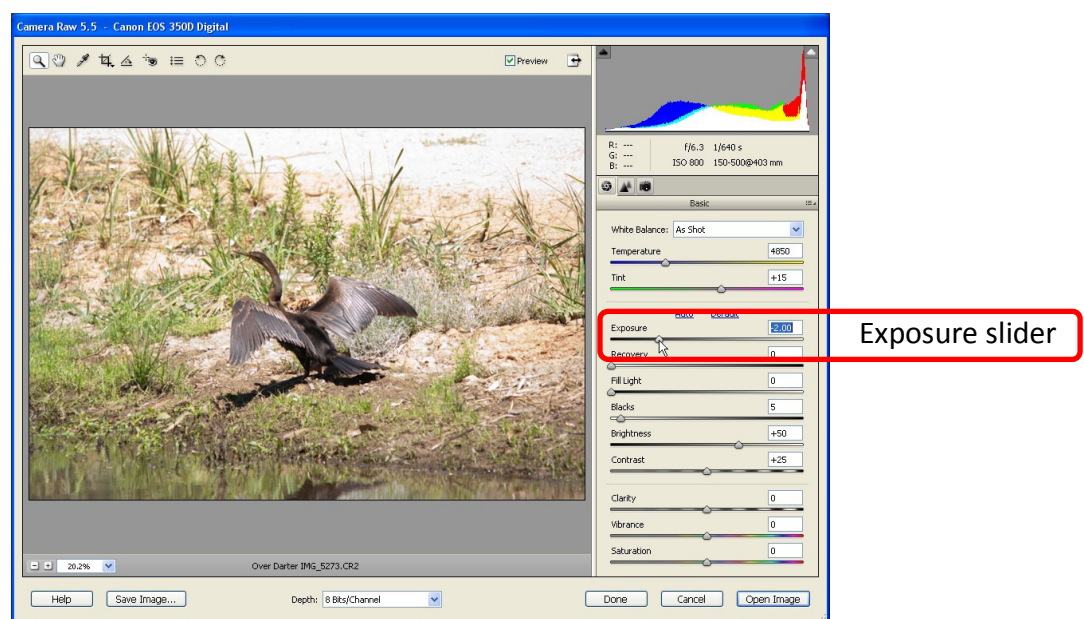 Camera Raw 5.5 - Canon EOS 350D Digital
Preview
R: ---
G: ---
B: ---
f/6.3 1/640 s
ISO 800 150-500@403 mm
Basic
White Balance: As Shot
Temperature 4850
Tint +15
Auto Default
Exposure -2.00
Exposure slider
Recovery 0
Fill Light 0
Blacks 5
Brightness +50
Contrast +25
Clarity 0
Vibrance 0
Saturation 0
20.2% Over Darter IMG_5273.CR2
Help Save Image... Depth: 8 Bits/Channel Done Cancel Open Image